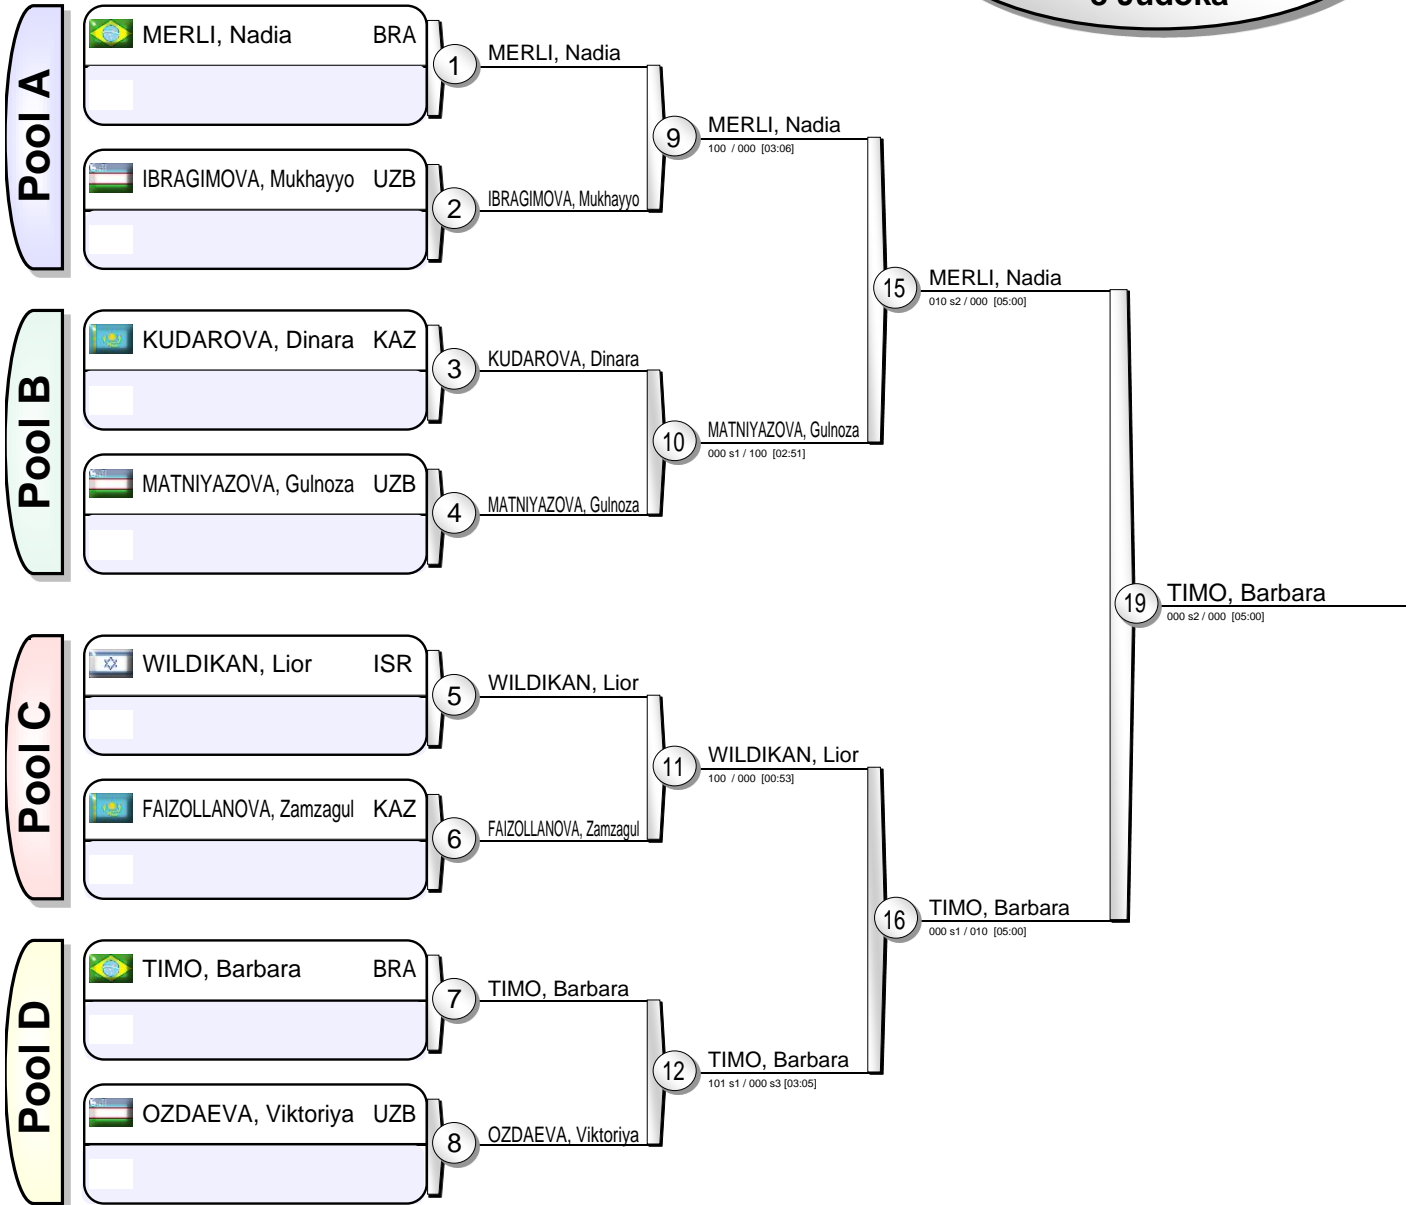 8 Judoka
Pool A
MERLI, Nadia BRA
1
MERLI, Nadia
IBRAGIMOVA, Mukhayyo UZB
2
IBRAGIMOVA, Mukhayyo
9
MERLI, Nadia
100 / 000 [03:06]
Pool B
KUDAROVA, Dinara KAZ
3
KUDAROVA, Dinara
MATNIYAZOVA, Gulnoza UZB
4
MATNIYAZOVA, Gulnoza
10
MATNIYAZOVA, Gulnoza
000 s1 / 100 [02:51]
15
MERLI, Nadia
010 s2 / 000 [05:00]
Pool C
WILDIKAN, Lior ISR
5
WILDIKAN, Lior
FAIZOLLANOVA, Zamzagul KAZ
6
FAIZOLLANOVA, Zamzagul
11
WILDIKAN, Lior
100 / 000 [00:53]
Pool D
TIMO, Barbara BRA
7
TIMO, Barbara
OZDAEVA, Viktoriya UZB
8
OZDAEVA, Viktoriya
12
TIMO, Barbara
101 s1 / 000 s3 [03:05]
16
TIMO, Barbara
000 s1 / 010 [05:00]
19
TIMO, Barbara
000 s2 / 000 [05:00]